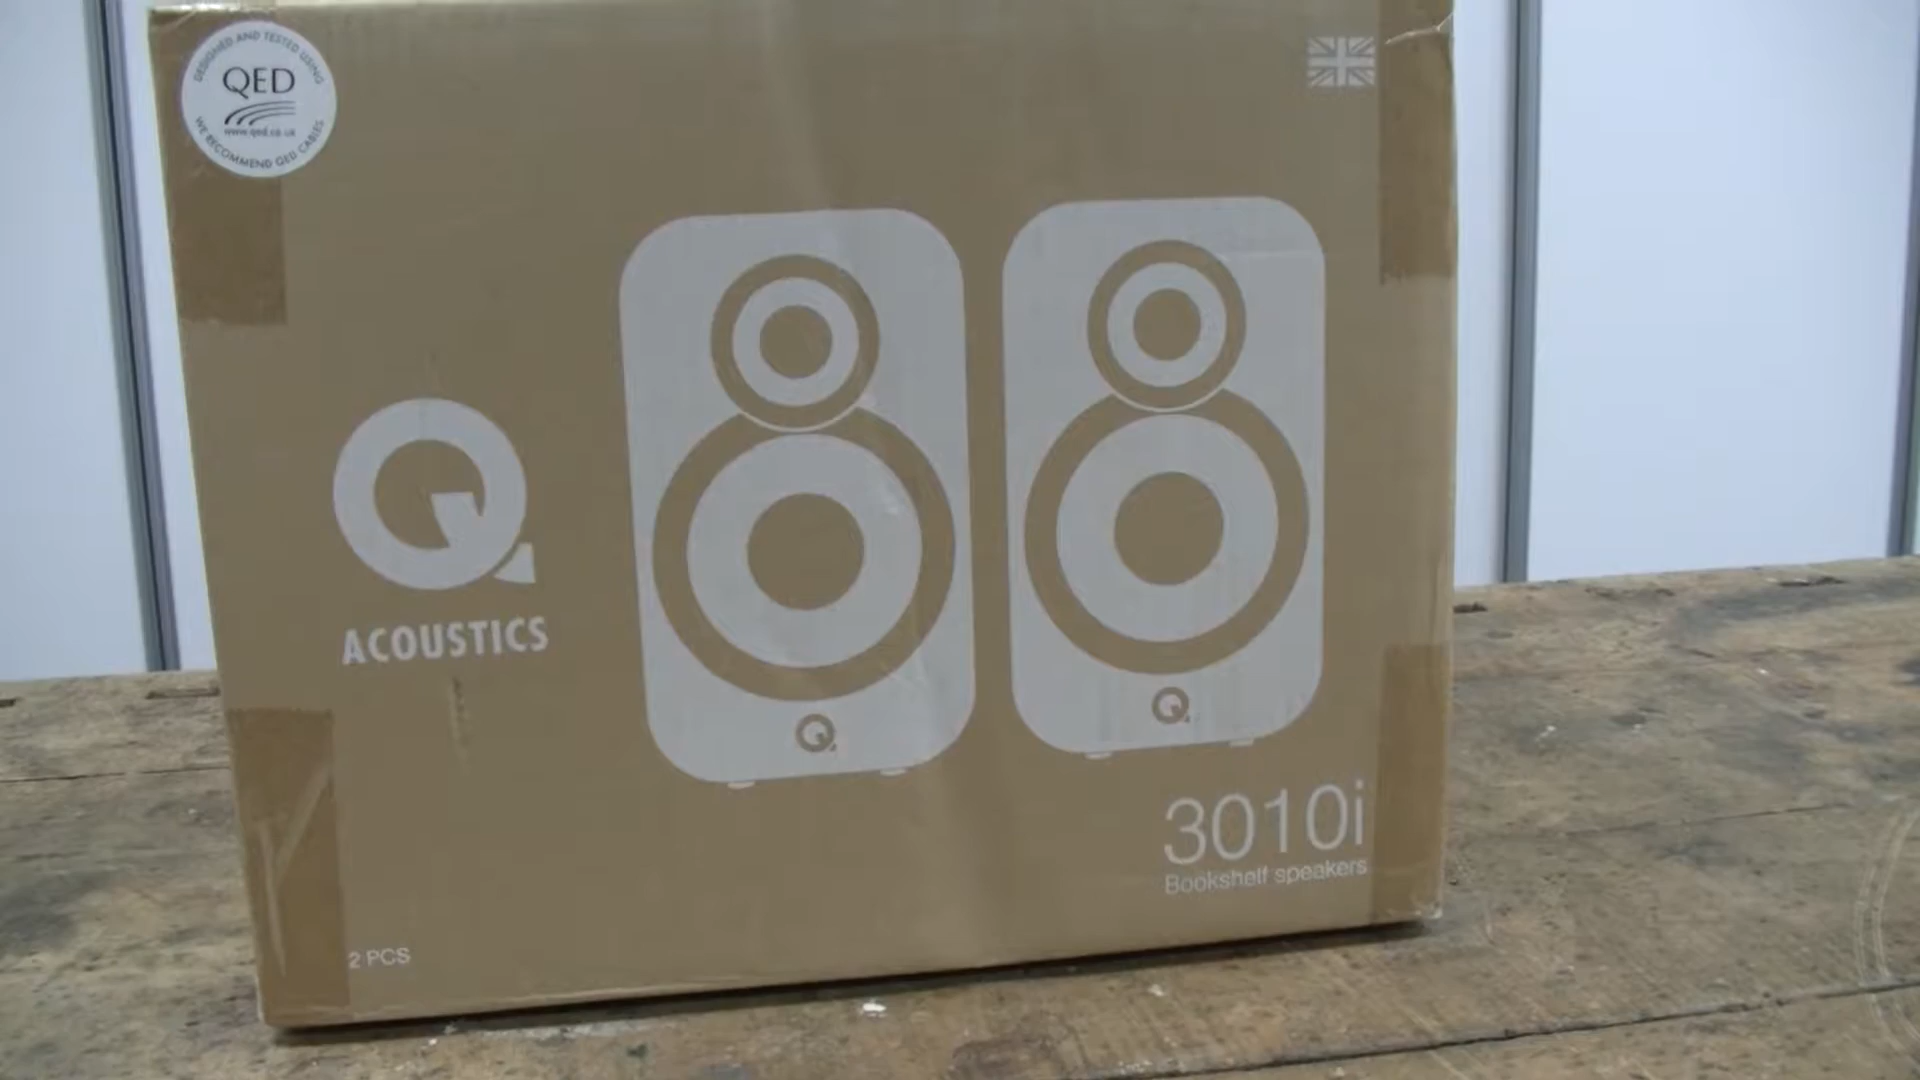 DESIGNED AND TESTED USING
QED
www.qed.co.uk
WE RECOMMEND QED CABLES
Q
ACOUSTICS
Q
Q
3010i
Bookshelf speakers
2 PCS